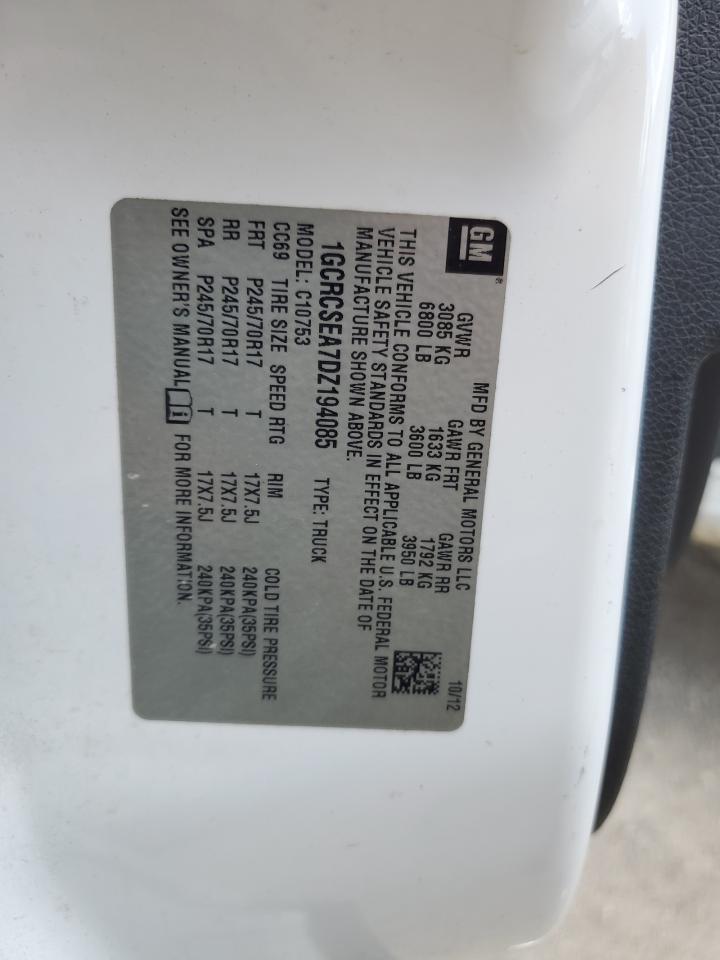 GM ®
MFD BY GENERAL MOTORS LLC 10/12
GVWR GAWR FRT GAWR RR
3085 KG 1633 KG 1792 KG
6800 LB 3600 LB 3950 LB
THIS VEHICLE CONFORMS TO ALL APPLICABLE U.S. FEDERAL MOTOR
VEHICLE SAFETY STANDARDS IN EFFECT ON THE DATE OF
MANUFACTURE SHOWN ABOVE.
1GCRCSEA7DZ194085 TYPE: TRUCK
MODEL: C10753
CC69 TIRE SIZE SPEED RTG RIM COLD TIRE PRESSURE
FRT P245/70R17 T 17X7.5J 240KPA(35PSI)
RR P245/70R17 T 17X7.5J 240KPA(35PSI)
SPA P245/70R17 T 17X7.5J 240KPA(35PSI)
SEE OWNER'S MANUAL FOR MORE INFORMATION.